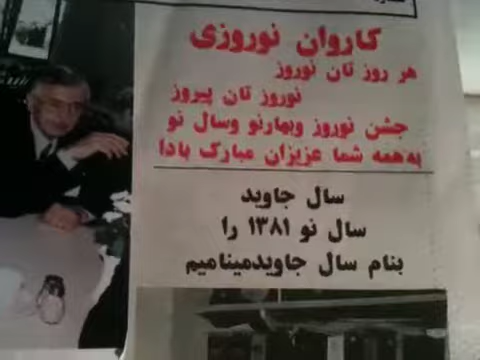 کاروان نوروزی
هر روز تان نوروز
نوروز تان پیروز
جشن نوروز وبهارنو وسال نو
به‌همه شما عزیزان مبارک بادا
سال جاوید
سال نو ۱۳۸۱ را
بنام سال جاویدمینامیم